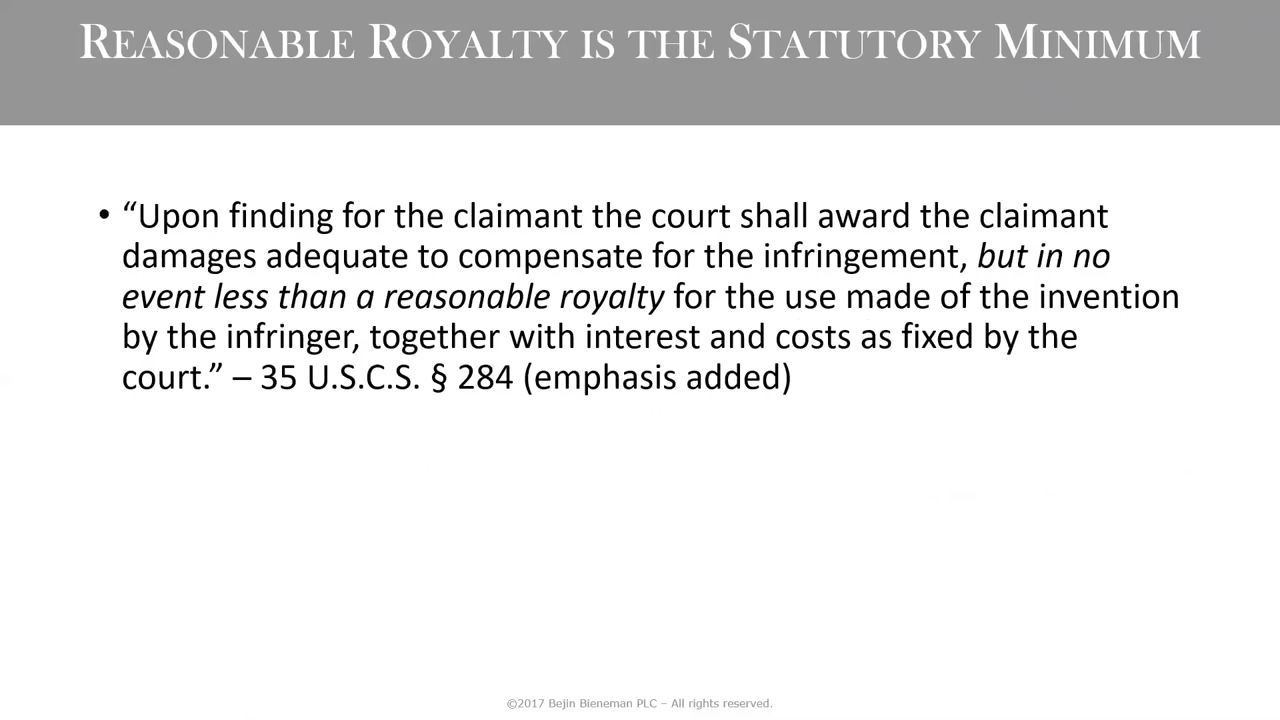 REASONABLE ROYALTY IS THE STATUTORY MINIMUM
• “Upon finding for the claimant the court shall award the claimant
damages adequate to compensate for the infringement, but in no
event less than a reasonable royalty for the use made of the invention
by the infringer, together with interest and costs as fixed by the
court.” – 35 U.S.C.S. § 284 (emphasis added)
©2017 Bejin Bieneman PLC – All rights reserved.